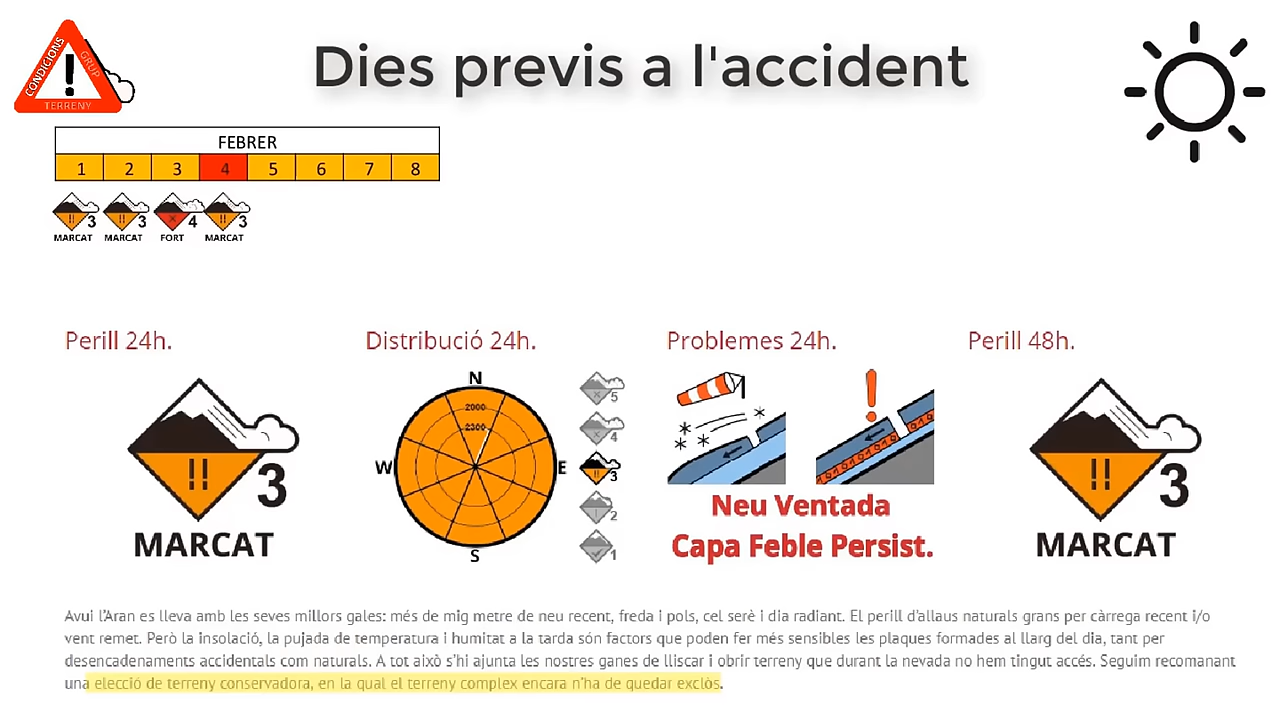 CONDICIONS
GRUP
TERRENY
Dies previs a l'accident
FEBRER
1 2 3 4 5 6 7 8
3 3 4 3
MARCAT MARCAT FORT MARCAT
Perill 24h. Distribució 24h. Problemes 24h. Perill 48h.
N
2000
2300
W E
S
5
4
3
2
1
3
MARCAT
Neu Ventada
Capa Feble Persist.
3
MARCAT
Avui l'Aran es lleva amb les seves millors gales: més de mig metre de neu recent, freda i pols, cel serè i dia radiant. El perill d'allaus naturals grans per càrrega recent i/o
vent remet. Però la insolació, la pujada de temperatura i humitat a la tarda són factors que poden fer més sensibles les plaques formades al llarg del dia, tant per
desencadenaments accidentals com naturals. A tot això s'hi ajunta les nostres ganes de lliscar i obrir terreny que durant la nevada no hem tingut accés. Seguim recomanant
una elecció de terreny conservadora, en la qual el terreny complex encara n'ha de quedar exclòs.